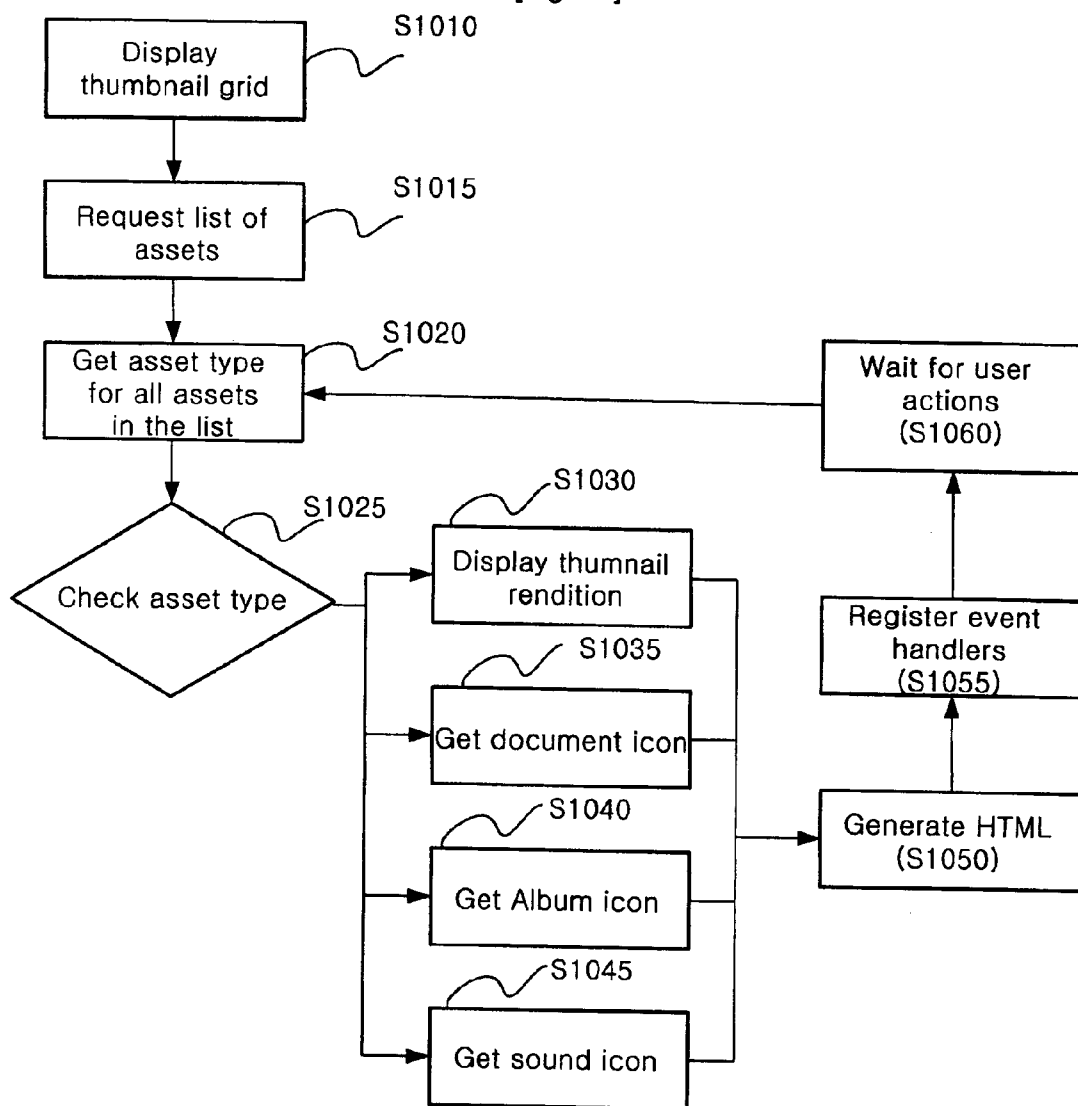 S1010
Display
thumbnail grid
S1015
Request list of
assets
S1020
Get asset type
for all assets
in the list
Wait for user
actions
(S1060)
S1025
Check asset type
S1030
Display thumnail
rendition
Register event
handlers
(S1055)
S1035
Get document icon
Generate HTML
(S1050)
S1040
Get Album icon
S1045
Get sound icon